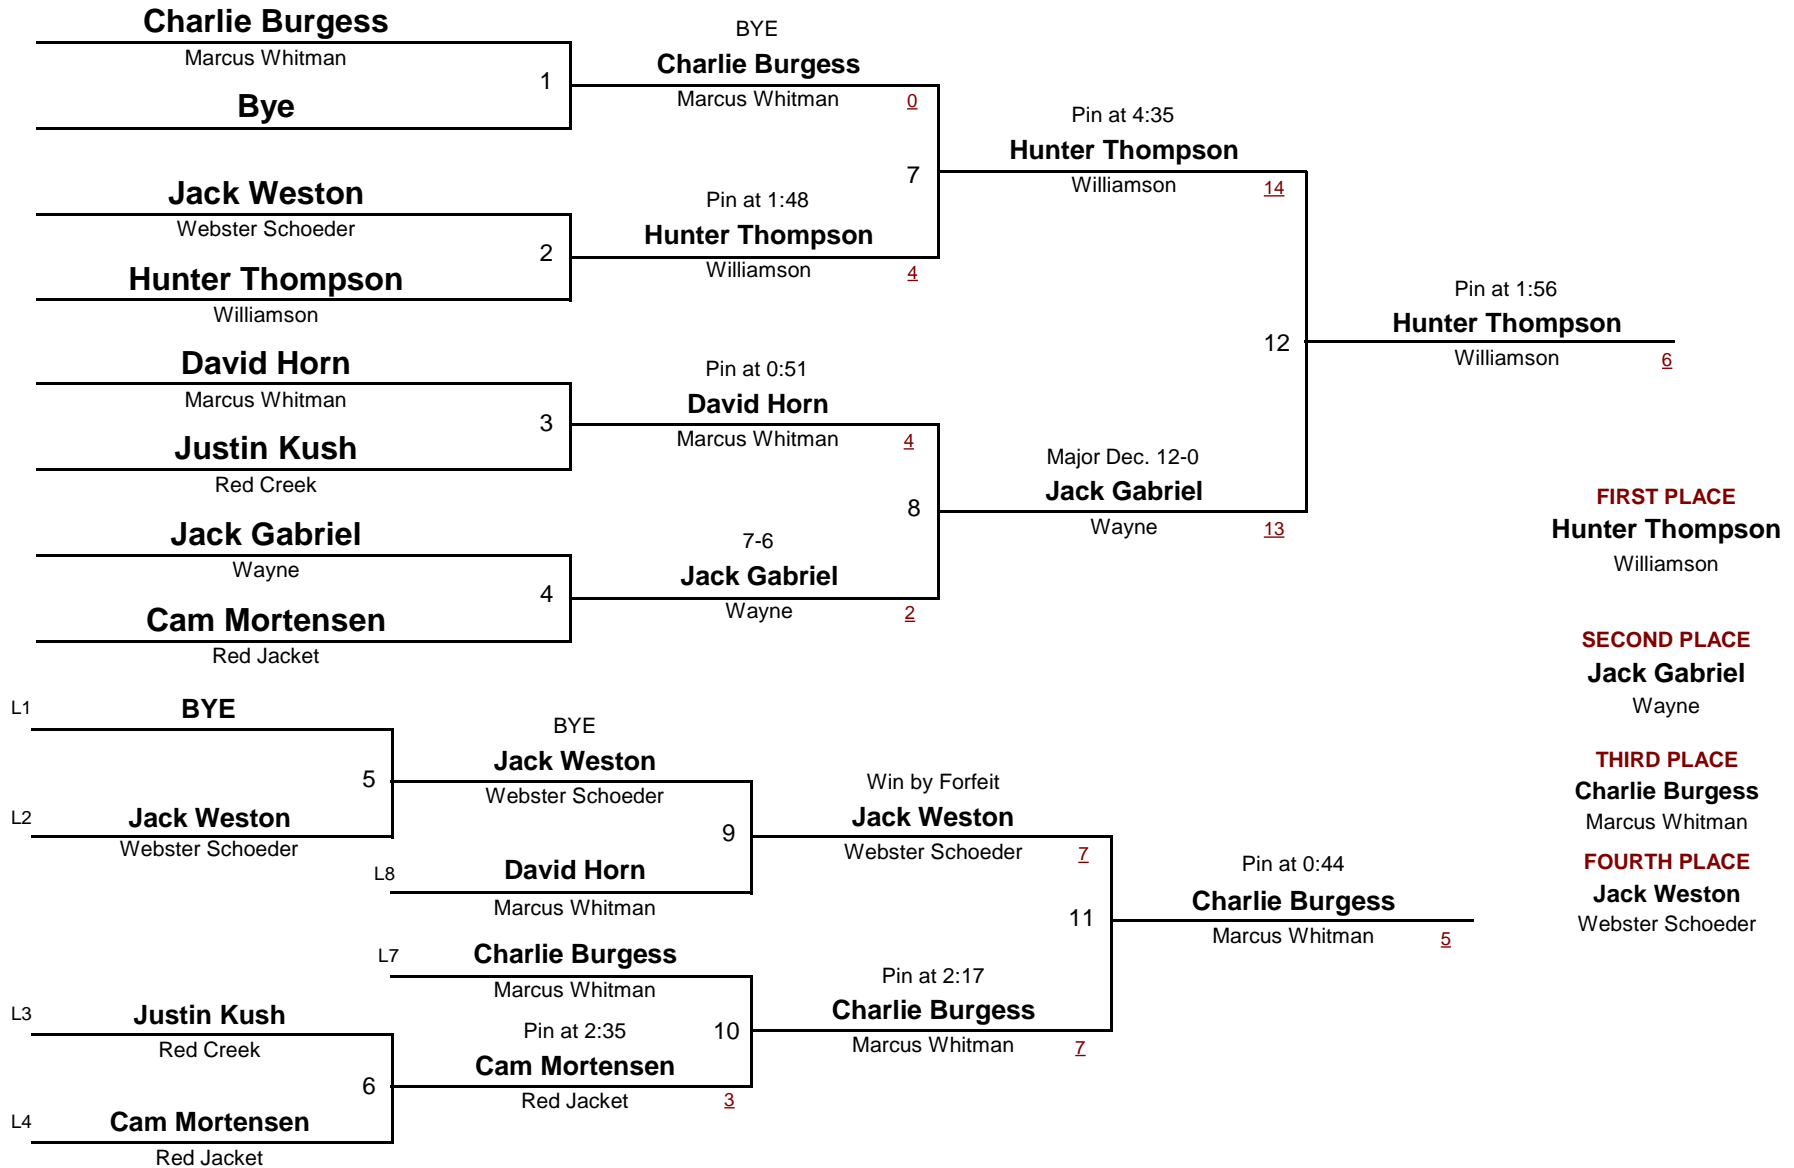 Charlie Burgess
Marcus Whitman
1
Bye
BYE
Charlie Burgess
Marcus Whitman
0
Jack Weston
Webster Schoeder
2
Hunter Thompson
Williamson
Pin at 1:48
Hunter Thompson
Williamson
4
7
Pin at 4:35
Hunter Thompson
Williamson
14
David Horn
Marcus Whitman
3
Justin Kush
Red Creek
Pin at 0:51
David Horn
Marcus Whitman
4
Jack Gabriel
Wayne
4
Cam Mortensen
Red Jacket
7-6
Jack Gabriel
Wayne
2
8
Major Dec. 12-0
Jack Gabriel
Wayne
13
12
Pin at 1:56
Hunter Thompson
Williamson
6
FIRST PLACE
Hunter Thompson
Williamson
SECOND PLACE
Jack Gabriel
Wayne
THIRD PLACE
Charlie Burgess
Marcus Whitman
FOURTH PLACE
Jack Weston
Webster Schoeder
L1
BYE
5
L2
Jack Weston
Webster Schoeder
BYE
Jack Weston
Webster Schoeder
9
L8
David Horn
Marcus Whitman
Win by Forfeit
Jack Weston
Webster Schoeder
7
L7
Charlie Burgess
Marcus Whitman
L3
Justin Kush
Red Creek
6
L4
Cam Mortensen
Red Jacket
Pin at 2:35
Cam Mortensen
Red Jacket
3
10
Pin at 2:17
Charlie Burgess
Marcus Whitman
7
11
Pin at 0:44
Charlie Burgess
Marcus Whitman
5